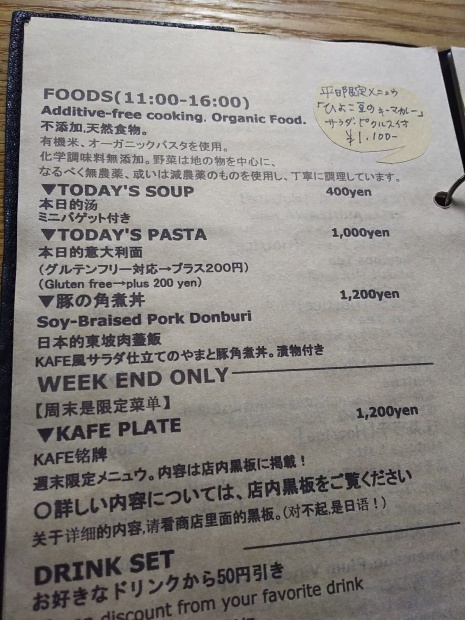 平日限定メニュウ
「ひよこ豆のキーマカレー」
サラダ・ピクルス付
¥1.100-
FOODS(11:00-16:00)
Additive-free cooking. Organic Food.
不添加.天然食物。
有機米、オーガニックパスタを使用。
化学調味料無添加。野菜は地の物を中心に、
なるべく無農薬、或いは減農薬のものを使用し、丁寧に調理しています。
▼TODAY'S SOUP 400yen
本日的汤
ミニバゲット付き
▼TODAY'S PASTA 1,000yen
本日的意大利面
(グルテンフリー対応→プラス200円)
(Gluten free→plus 200 yen)
▼豚の角煮丼 1,200yen
Soy-Braised Pork Donburi
日本的東坡肉蓋飯
KAFE風サラダ仕立てのやまと豚角煮丼。漬物付き
WEEK END ONLY
【周末是限定菜单】
▼KAFE PLATE 1,200yen
KAFE铭牌
週末限定メニュウ。内容は店内黒板に掲載！
〇詳しい内容については、店内黒板をご覧ください
关于详细的内容,请看商店里面的黑板。(对不起,是日语！)
DRINK SET
お好きなドリンクから50円引き
discount from your favorite drink